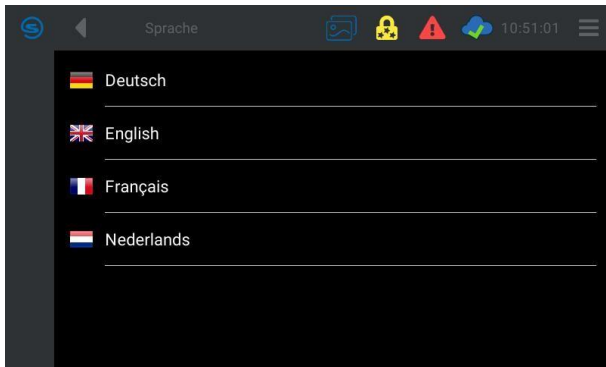 Sprache
10:51:01
Deutsch
English
Français
Nederlands